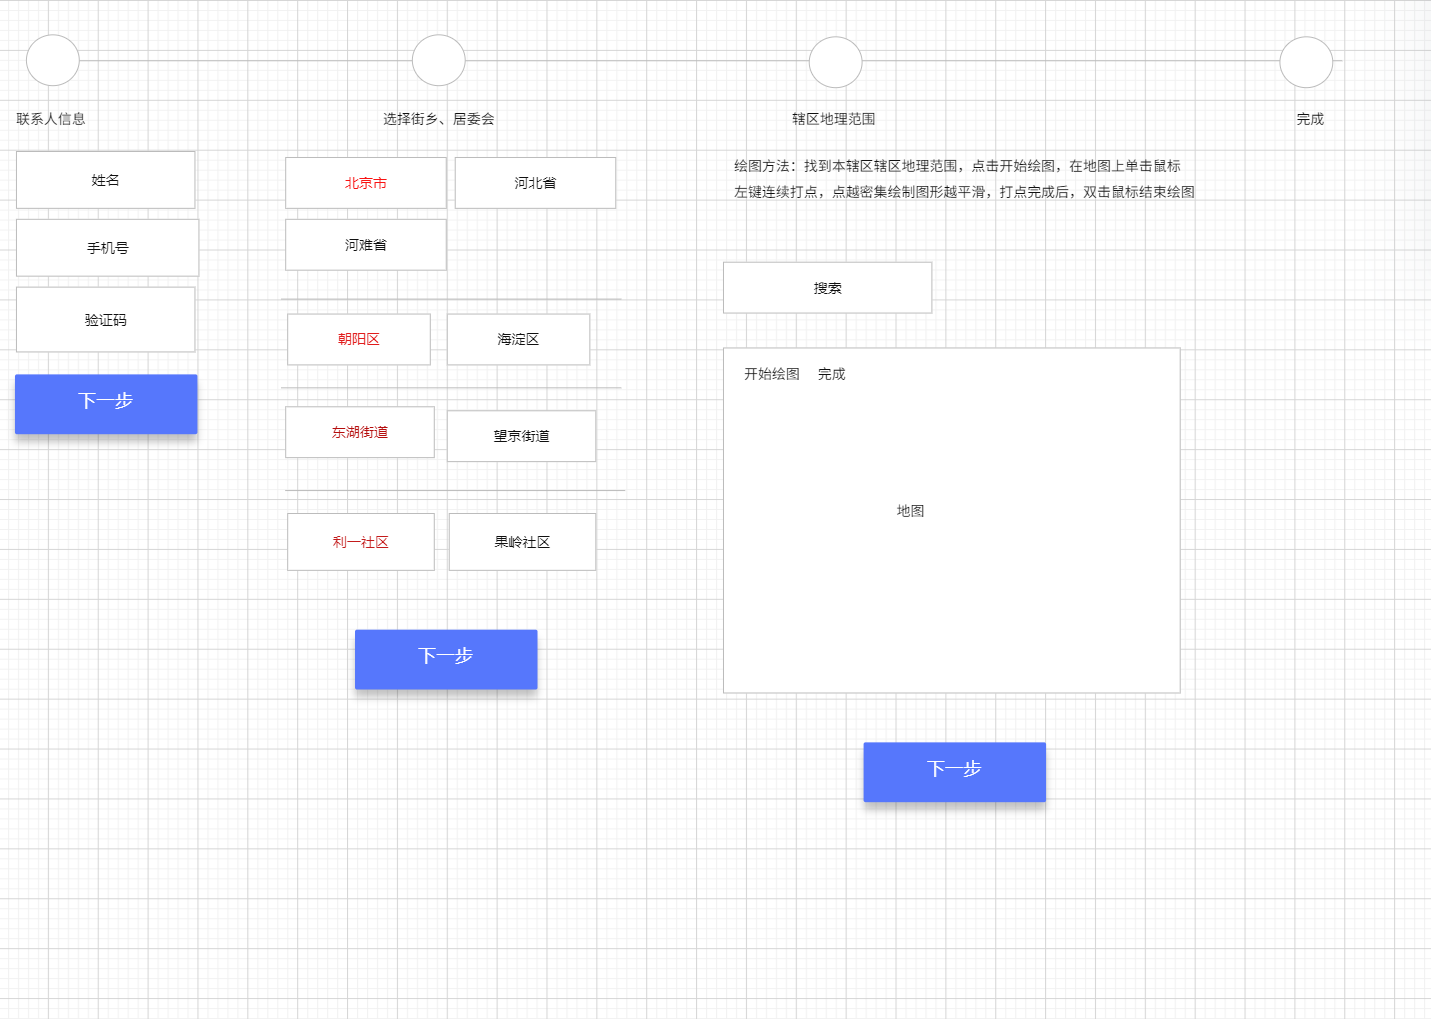 联系人信息
选择街乡、居委会
辖区地理范围
完成
姓名
手机号
验证码
下一步
北京市
河北省
河难省
朝阳区
海淀区
东湖街道
望京街道
利一社区
果岭社区
下一步
绘图方法：找到本辖区辖区地理范围，点击开始绘图，在地图上单击鼠标
左键连续打点，点越密集绘制图形越平滑，打点完成后，双击鼠标结束绘图
搜索
开始绘图 完成
地图
下一步